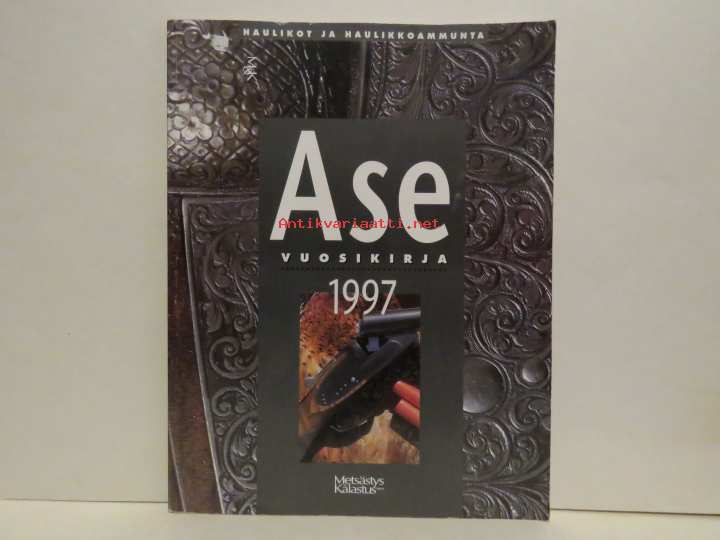 HAULIKOT JA HAULIKKOAMMUNTA
M&K
Ase
Antikvariaatti.net
VUOSIKIRJA
1997
Metsästys
Kalastus